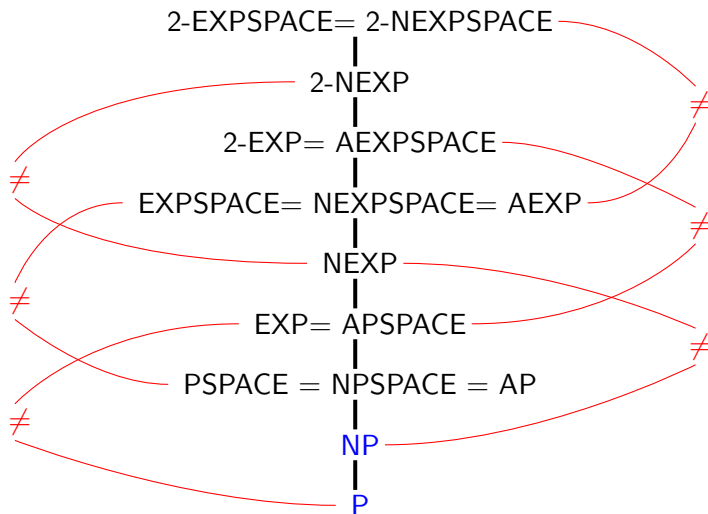 2-EXPSPACE= 2-NEXPSPACE
2-NEXP
≠
2-EXP= AEXPSPACE
≠
EXPSPACE= NEXPSPACE= AEXP
≠
NEXP
≠
EXP= APSPACE
≠
PSPACE = NPSPACE = AP
≠
NP
P